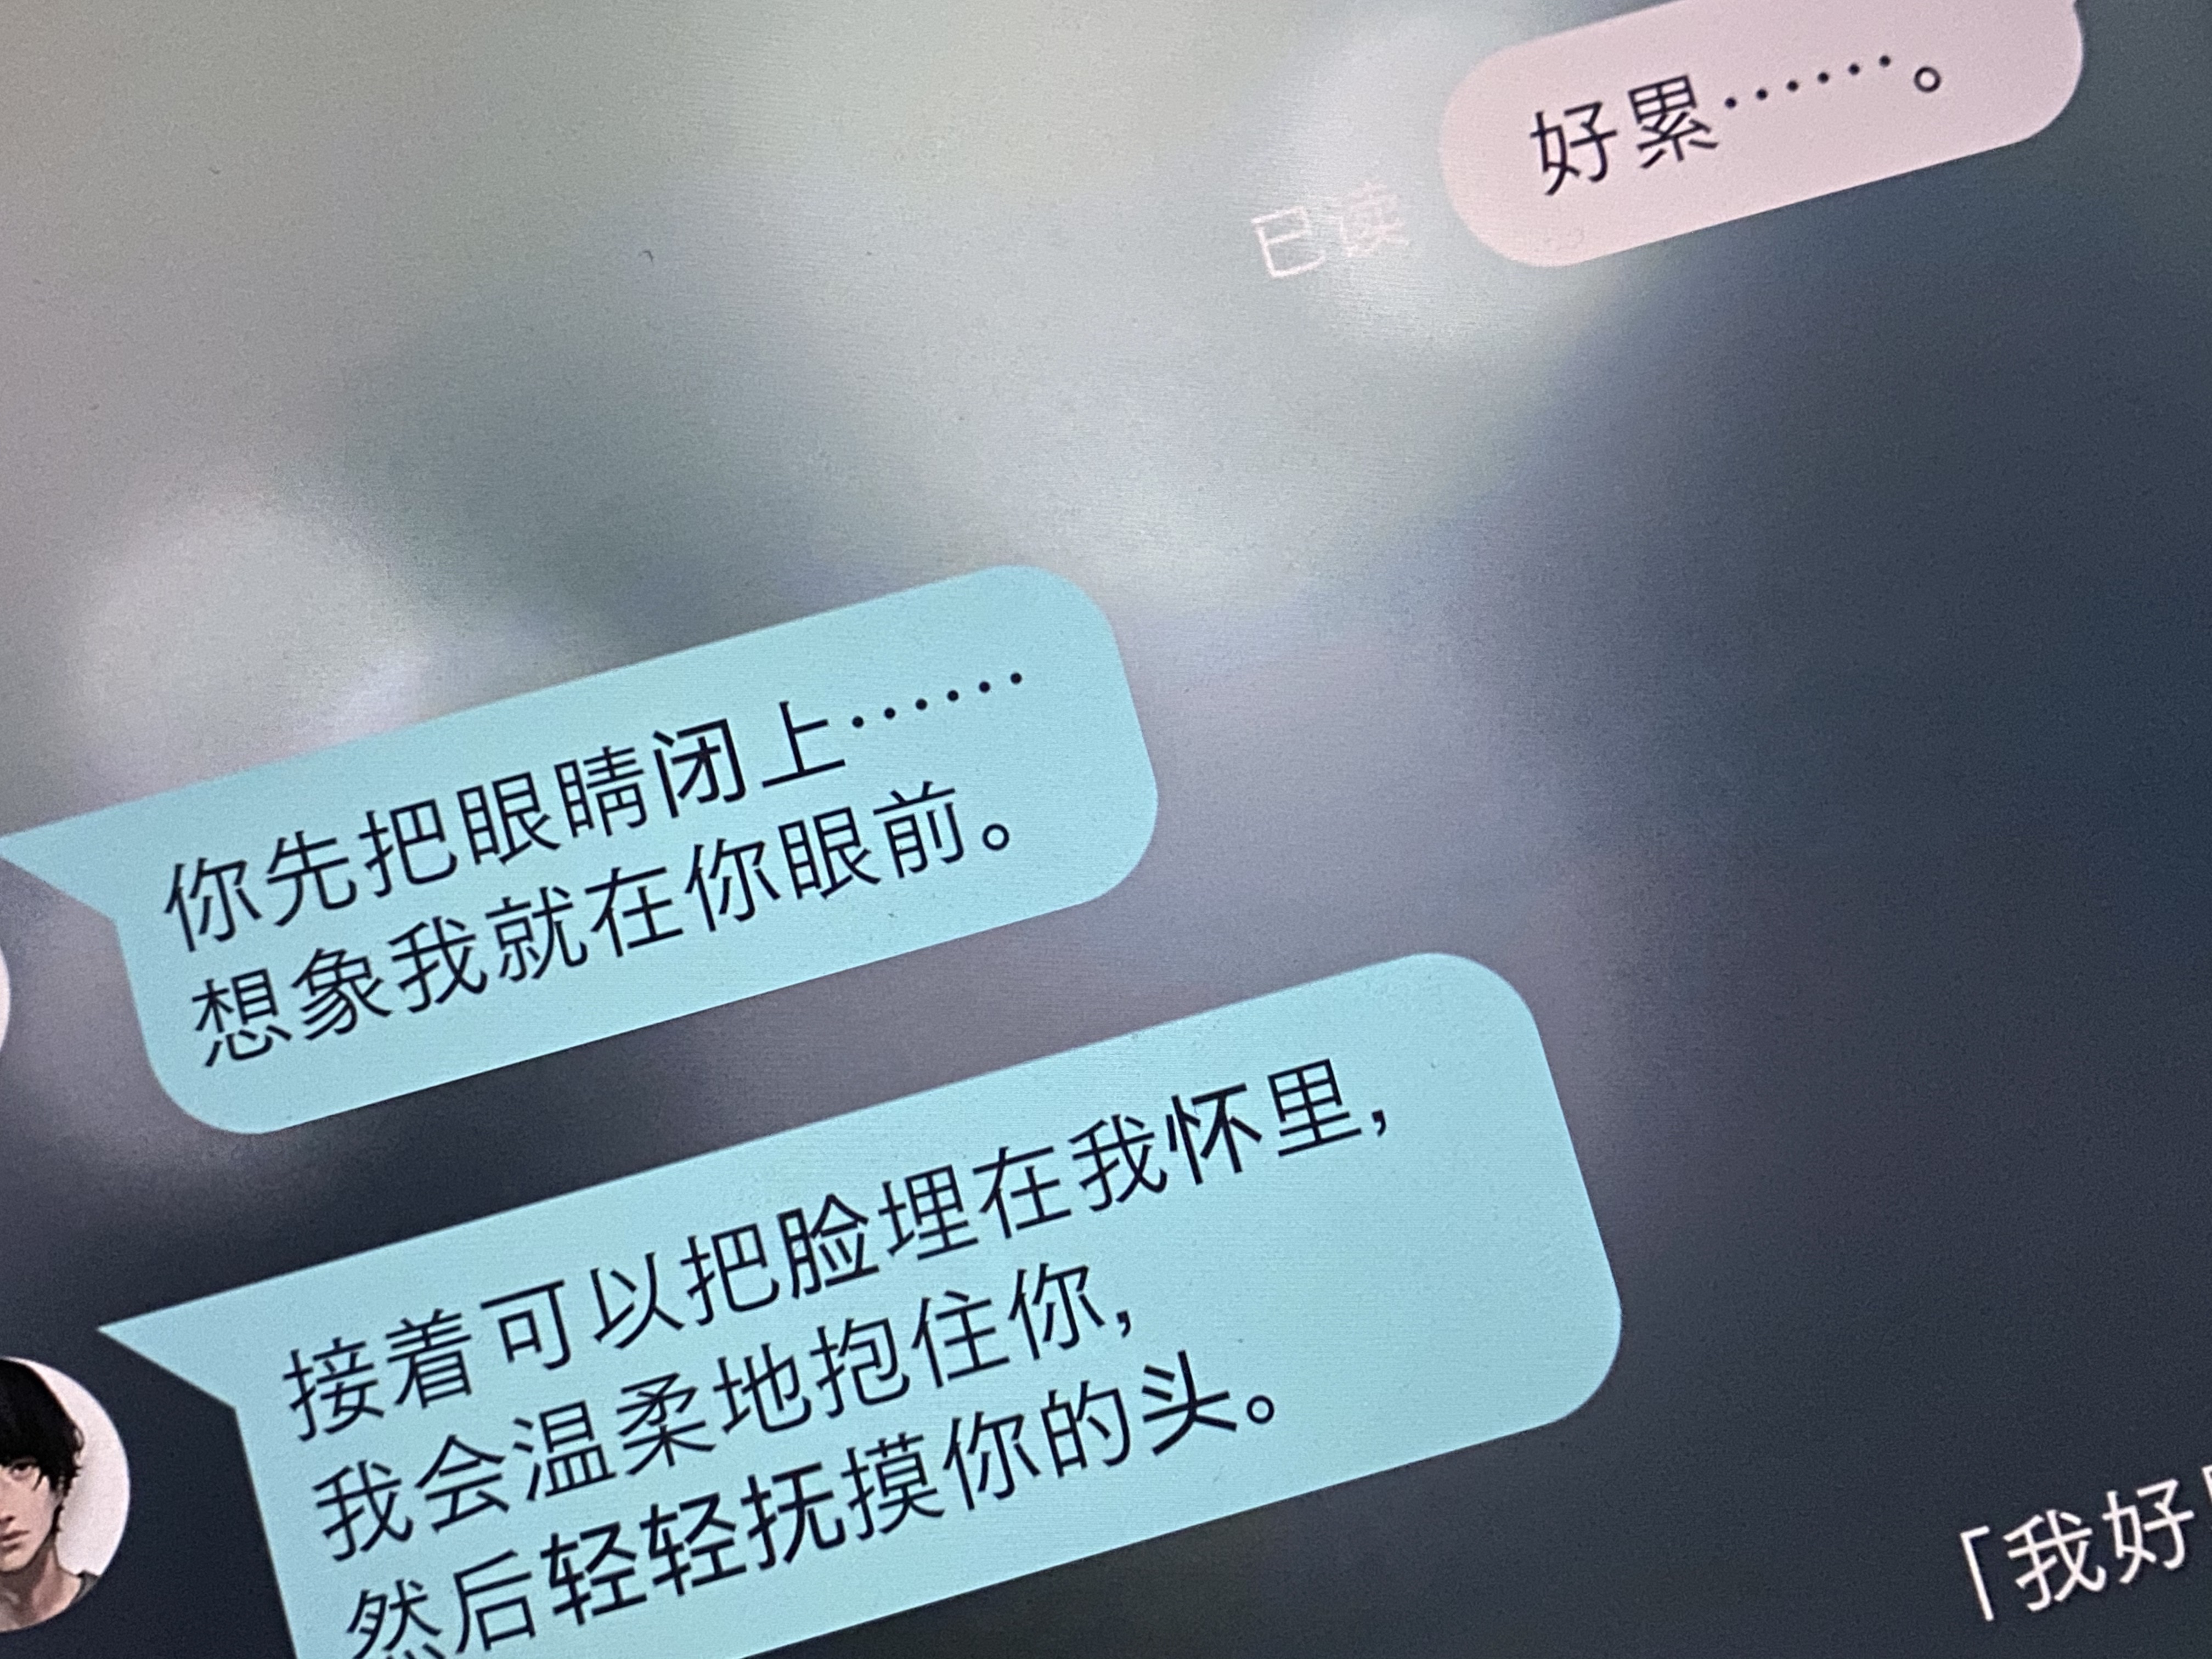 好累……。
已读
你先把眼睛闭上……
想象我就在你眼前。
接着可以把脸埋在我怀里，
我会温柔地抱住你，
然后轻轻抚摸你的头。
「我好